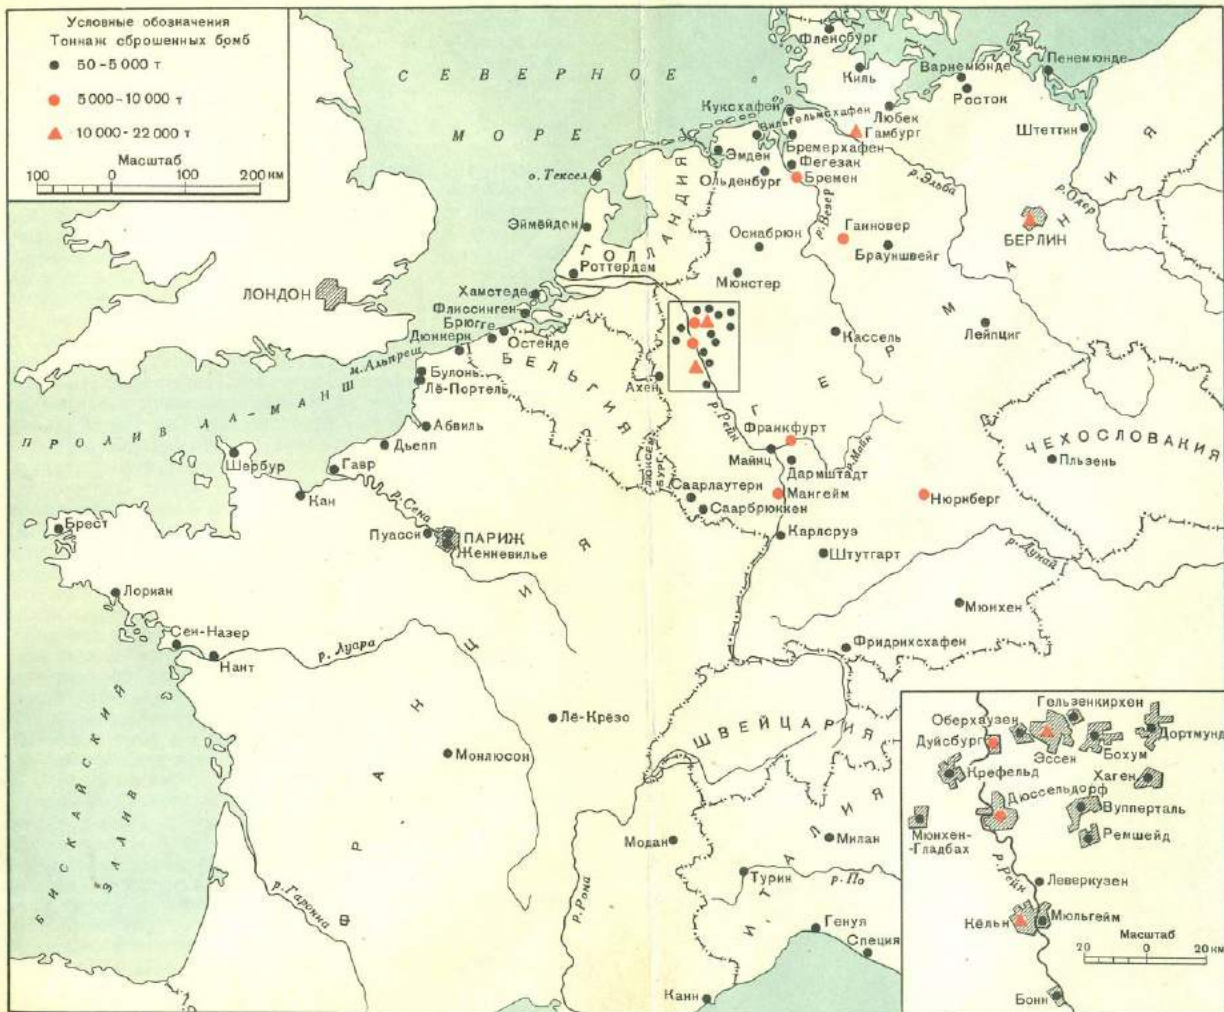 Условные обозначения
Тоннаж сброшенных бомб
50-5 000 т
5 000-10 000 т
10 000-22 000 т
Масштаб
100 0 100 200 км
СЕВЕРНОЕ
МОРЕ
Фленсбург
Киль
Варнемюнде
Пенемюнде
Росток
Куксхафен
Любек
Гамбург
Штеттин
Вильгельмсхафен
Бремерхафен
Эмден
Фегезак
Ольденбург
Бремен
р. Эльба
р. Одер
о. Тексел
Эймёйден
ГОЛЛАНДИЯ
Оснабрюк
р. Везер
Ганновер
Брауншвейг
БЕРЛИН
Роттердам
Мюнстер
ЛОНДОН
Хамстеде
Флиссинген
Брюгге
Остенде
Дюнкерк
м. Альпреш
Булонь
Лё-Портель
БЕЛЬГИЯ
Ахен
Кассель
Лейпциг
ГЕРМАНИЯ
р. Рейн
ПРОЛИВ ЛА-МАНШ
Абвиль
Дьепп
Шербур
Гавр
Кан
р. Сена
ЛЮКСЕМБУРГ
Франкфурт
Майнц
р. Майн
Дармштадт
ЧЕХОСЛОВАКИЯ
Пльзень
Саарлаутерн
Мангейм
Нюрнберг
Саарбрюккен
Брест
Пуасси
ПАРИЖ
Женневилье
Карлсруэ
Штутгарт
р. Дунай
Лориан
Мюнхен
Сен-Назер
Нант
р. Луара
Фридрихсхафен
ФРАНЦИЯ
Лё-Крёзо
Монлюсон
ШВЕЙЦАРИЯ
БИСКАЙСКИЙ
ЗАЛИВ
р. Гаронна
р. Рона
Модан
Милан
Турин
р. По
ИТАЛИЯ
Генуя
Специя
Канн
Гельзенкирхен
Оберхаузен
Дуйсбург
Эссен
Бохум
Дортмунд
Крефельд
Хаген
Дюссельдорф
Вупперталь
Мюнхен-
Гладбах
Ремшейд
р. Рейн
Леверкузен
Кёльн
Мюльгейм
Масштаб
20 0 20 км
Бонн